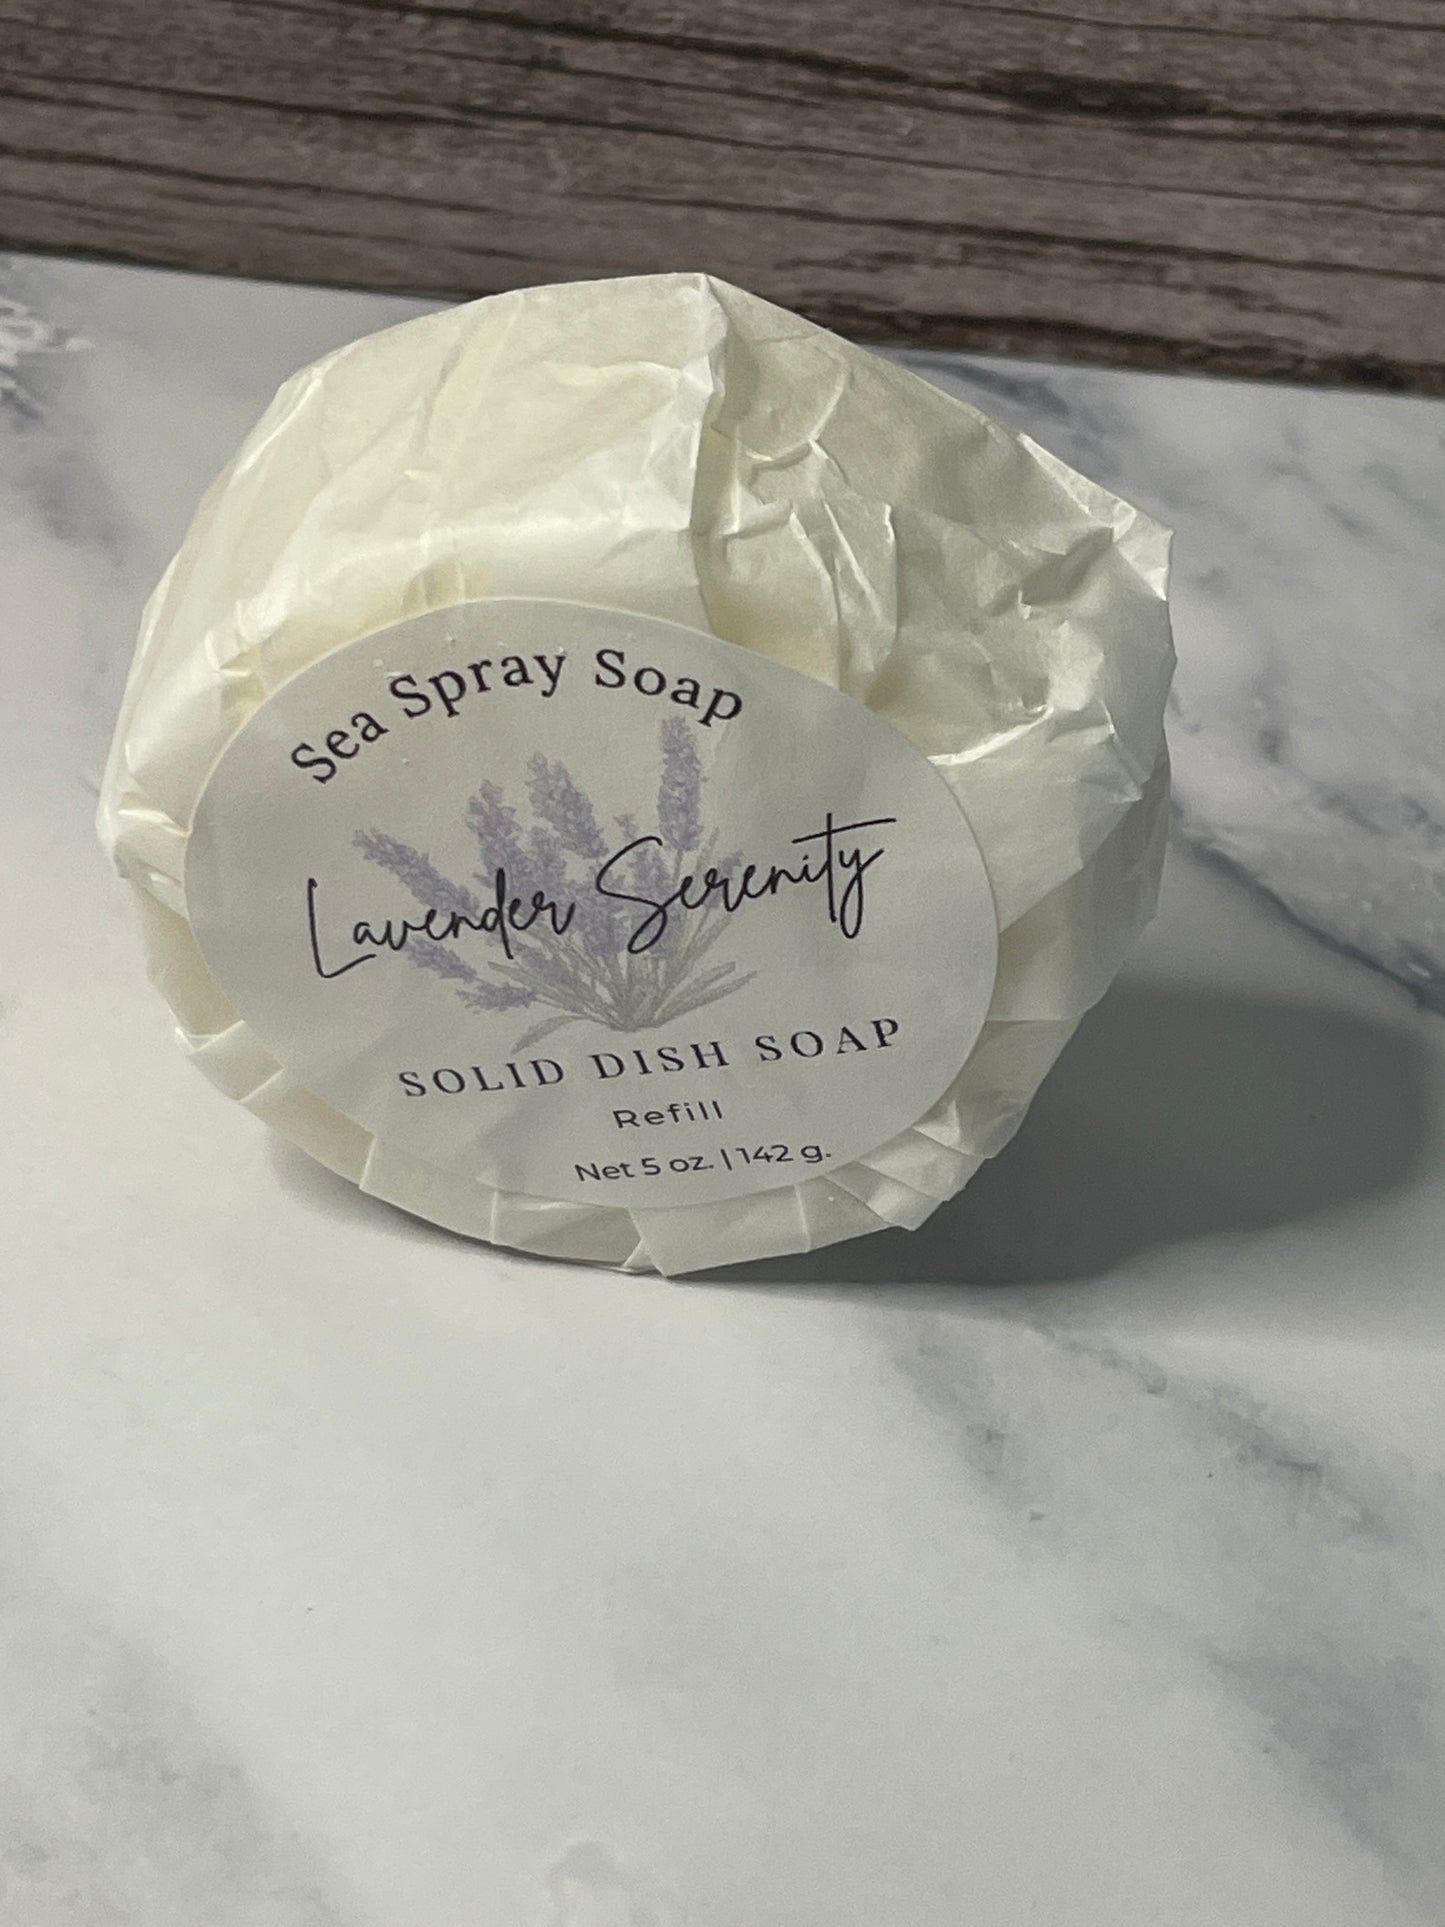 Sea Spray Soap
Lavender Serenity
SOLID DISH SOAP
Refill
Net 5 oz. | 142 g.